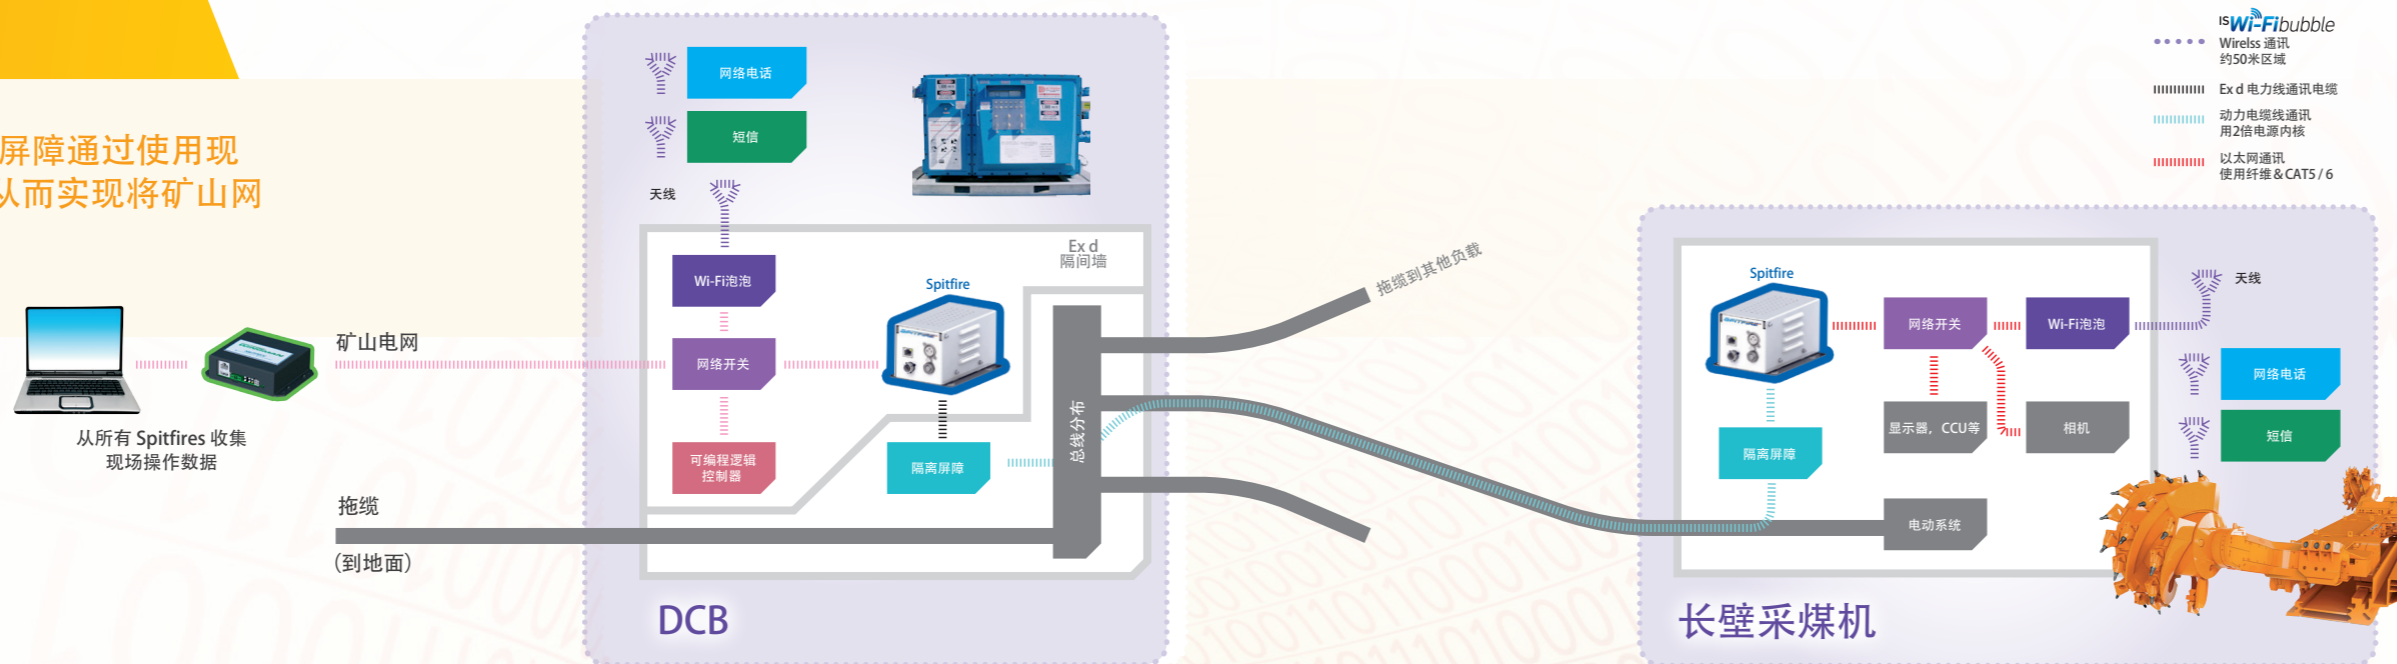 屏障通过使用现
从而实现将矿山网
从所有 Spitfires 收集
现场操作数据
矿山电网
拖缆
(到地面)
网络电话
短信
天线
Wi-Fi泡泡
网络开关
可编程逻辑
控制器
Spitfire
SPITFIRE
隔离屏障
Ex d
隔间墙
总线分布
DCB
拖缆到其他负载
ISWi-Fibubble
Wirelss 通讯
约50米区域
Ex d 电力线通讯电缆
动力电缆线通讯
用2倍电源内核
以太网通讯
使用纤维&CAT5 / 6
Spitfire
SPITFIRE
网络开关
Wi-Fi泡泡
天线
显示器，CCU等
相机
隔离屏障
电动系统
网络电话
短信
长壁采煤机